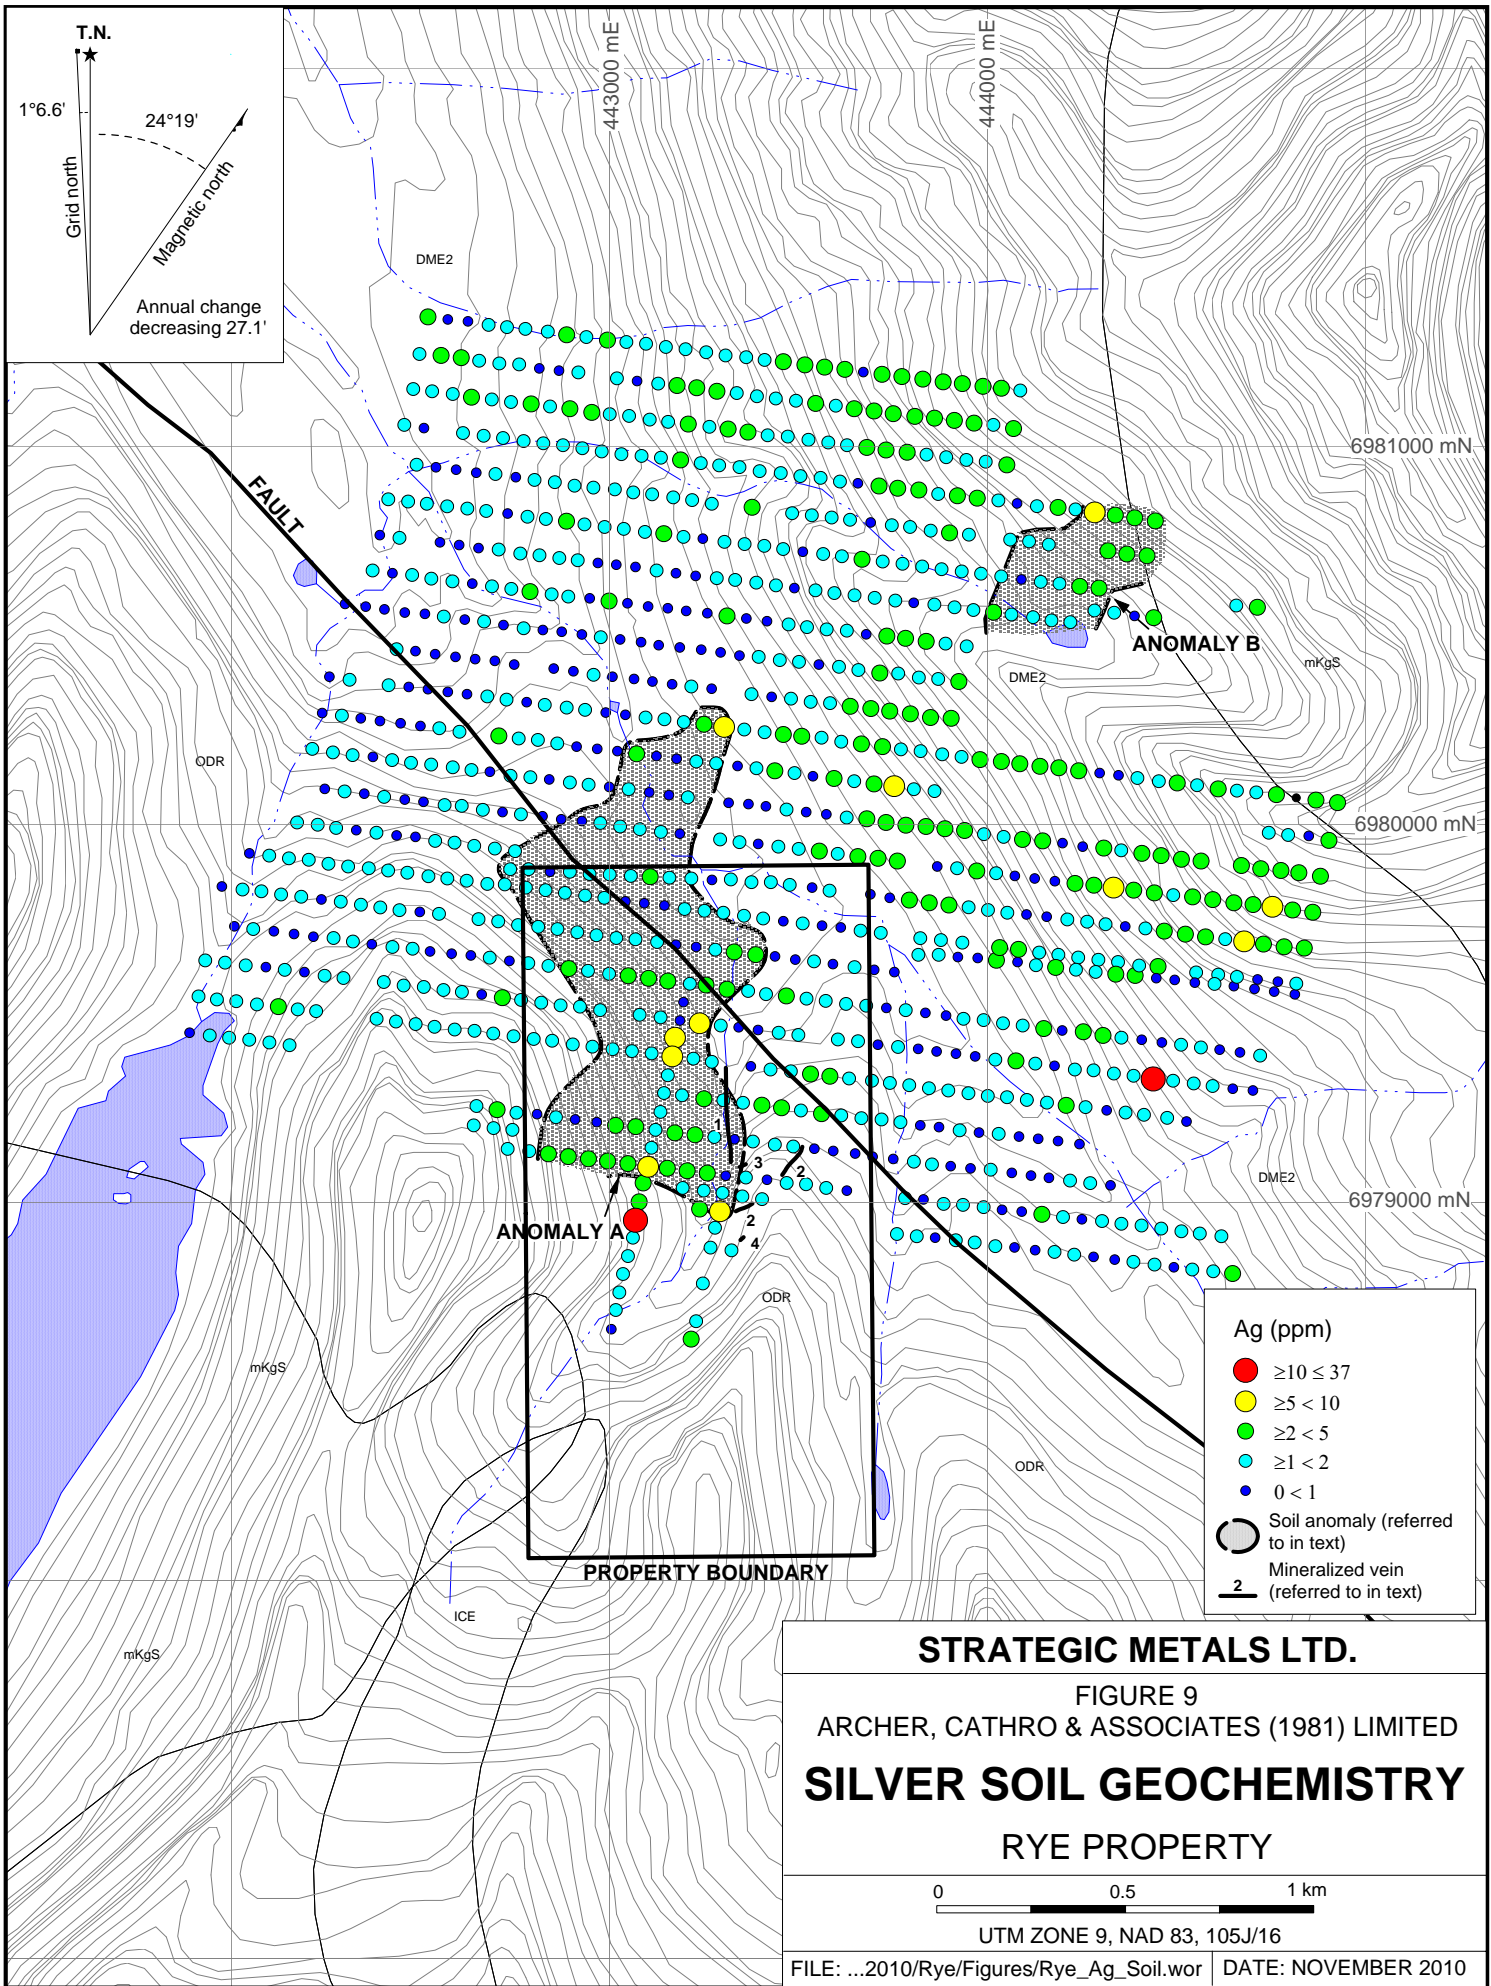 T.N.
1°6.6'
24°19'
Grid north
Magnetic north
Annual change
decreasing 27.1'
443000 mE
444000 mE
DME2
6981000 mN
FAULT
ANOMALY B
mKgS
DME2
ODR
6980000 mN
1
3
2
DME2
6979000 mN
2
ANOMALY A
4
ODR
mKgS
ODR
PROPERTY BOUNDARY
ICE
mKgS
Ag (ppm)
≥10 ≤ 37
≥5 < 10
≥2 < 5
≥1 < 2
0 < 1
Soil anomaly (referred
to in text)
Mineralized vein
2 (referred to in text)
STRATEGIC METALS LTD.
FIGURE 9
ARCHER, CATHRO & ASSOCIATES (1981) LIMITED
SILVER SOIL GEOCHEMISTRY
RYE PROPERTY
0 0.5 1 km
UTM ZONE 9, NAD 83, 105J/16
FILE: ...2010/Rye/Figures/Rye_Ag_Soil.wor DATE: NOVEMBER 2010